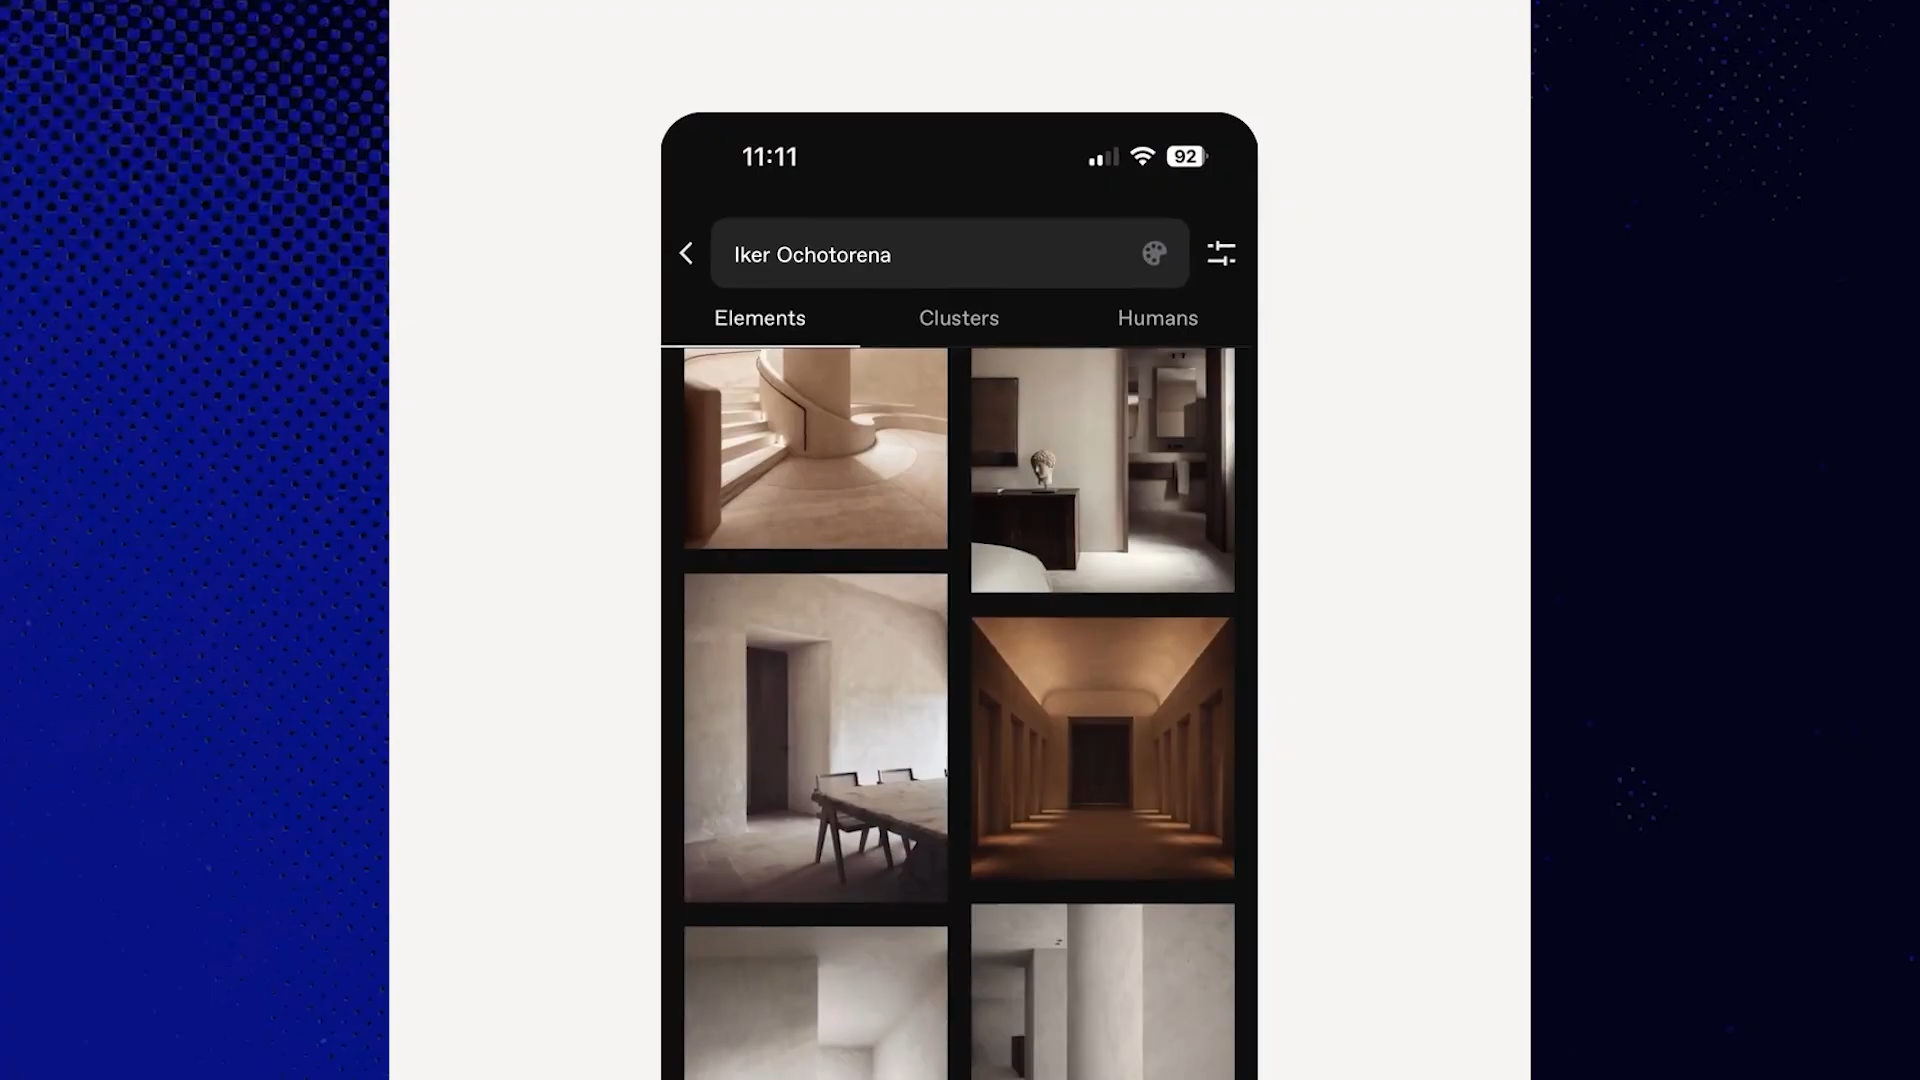 11:11
92
Iker Ochotorena
Elements
Clusters
Humans